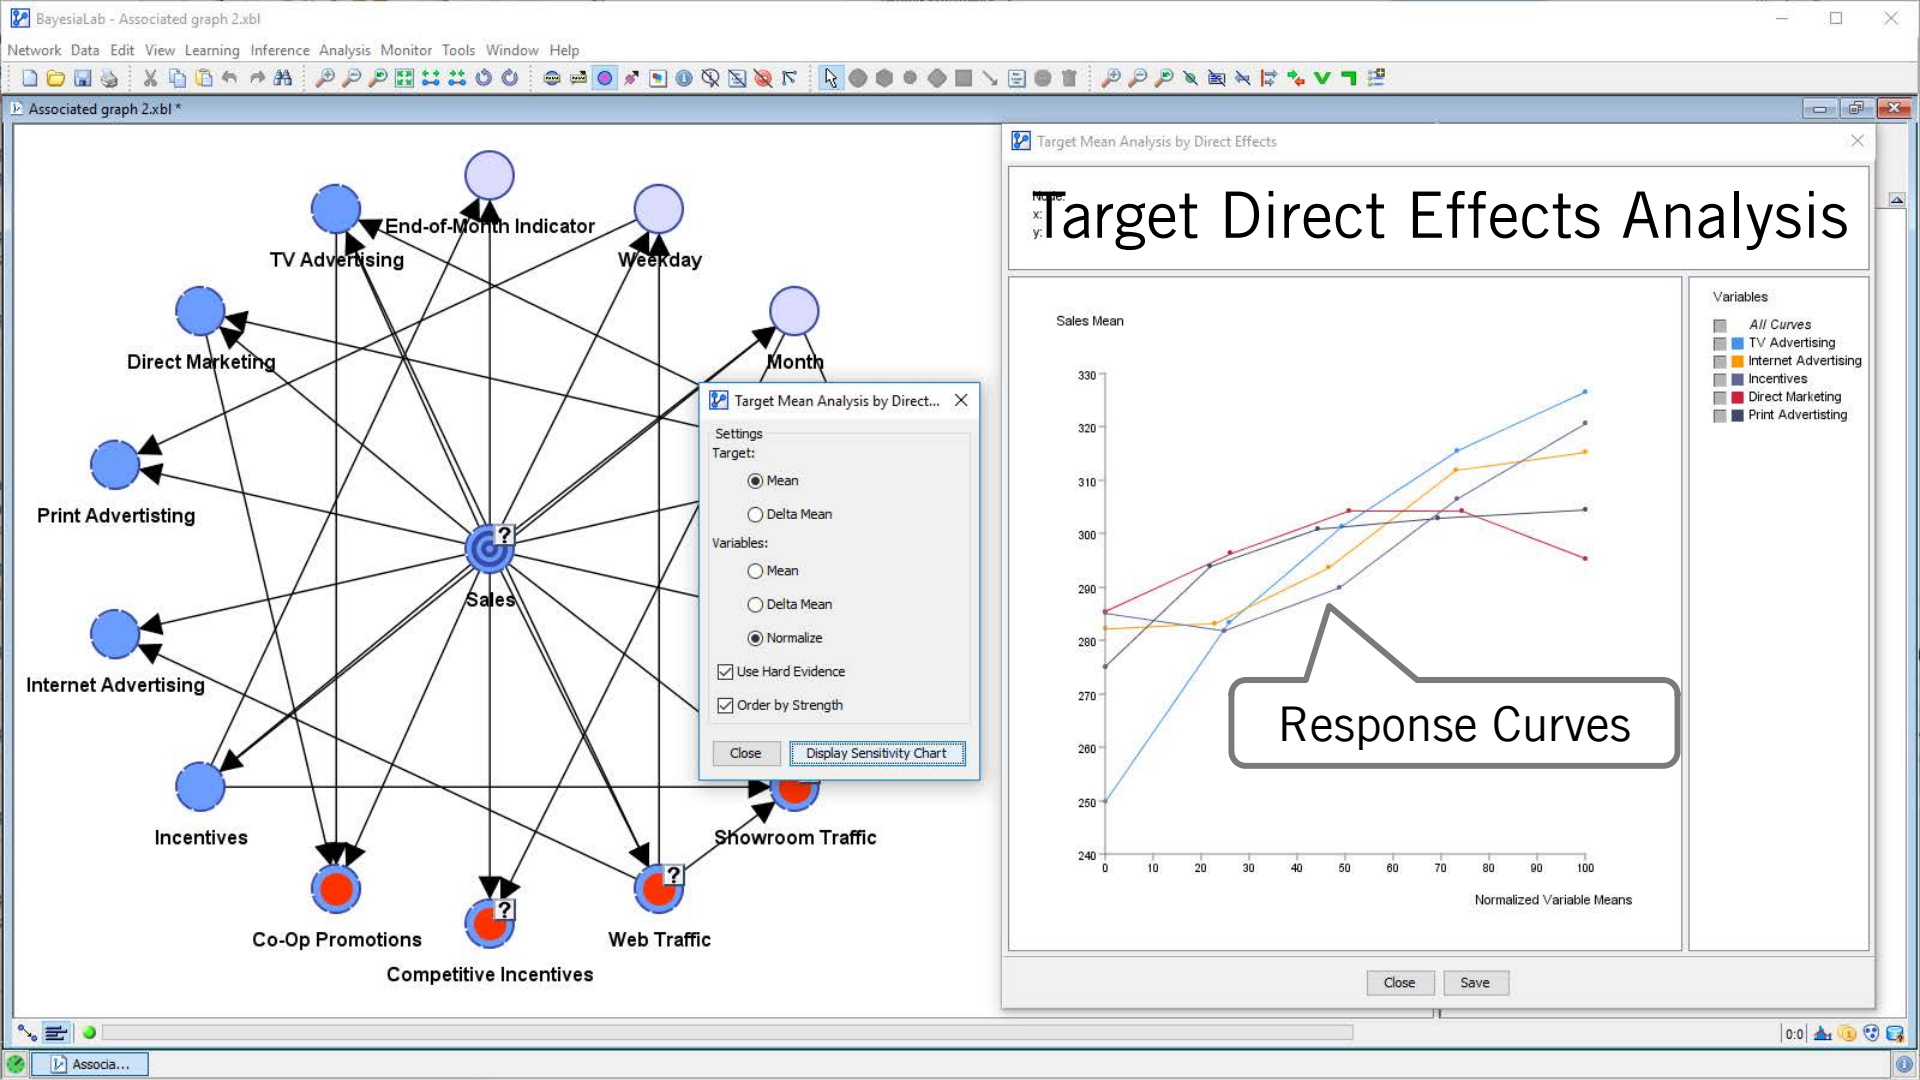 BayesiaLab - Associated graph 2.xbl
Network Data Edit View Learning Inference Analysis Monitor Tools Window Help
Associated graph 2.xbl *
End-of-Month Indicator
TV Advertising
Weekday
Direct Marketing
Month
Print Advertisting
Sales
?
Internet Advertising
Incentives
Showroom Traffic
?
?
Co-Op Promotions
Web Traffic
Competitive Incentives
Target Mean Analysis by Direct...
Settings
Target:
Mean
Delta Mean
Variables:
Mean
Delta Mean
Normalize
Use Hard Evidence
Order by Strength
Close
Display Sensitivity Chart
Target Mean Analysis by Direct Effects
Node:
x:
y:
Target Direct Effects Analysis
Sales Mean
330
320
310
300
290
280
270
260
250
240
0 10 20 30 40 50 60 70 80 90 100
Normalized Variable Means
Response Curves
Variables
All Curves
TV Advertising
Internet Advertising
Incentives
Direct Marketing
Print Advertisting
Close
Save
0:0
Associa...